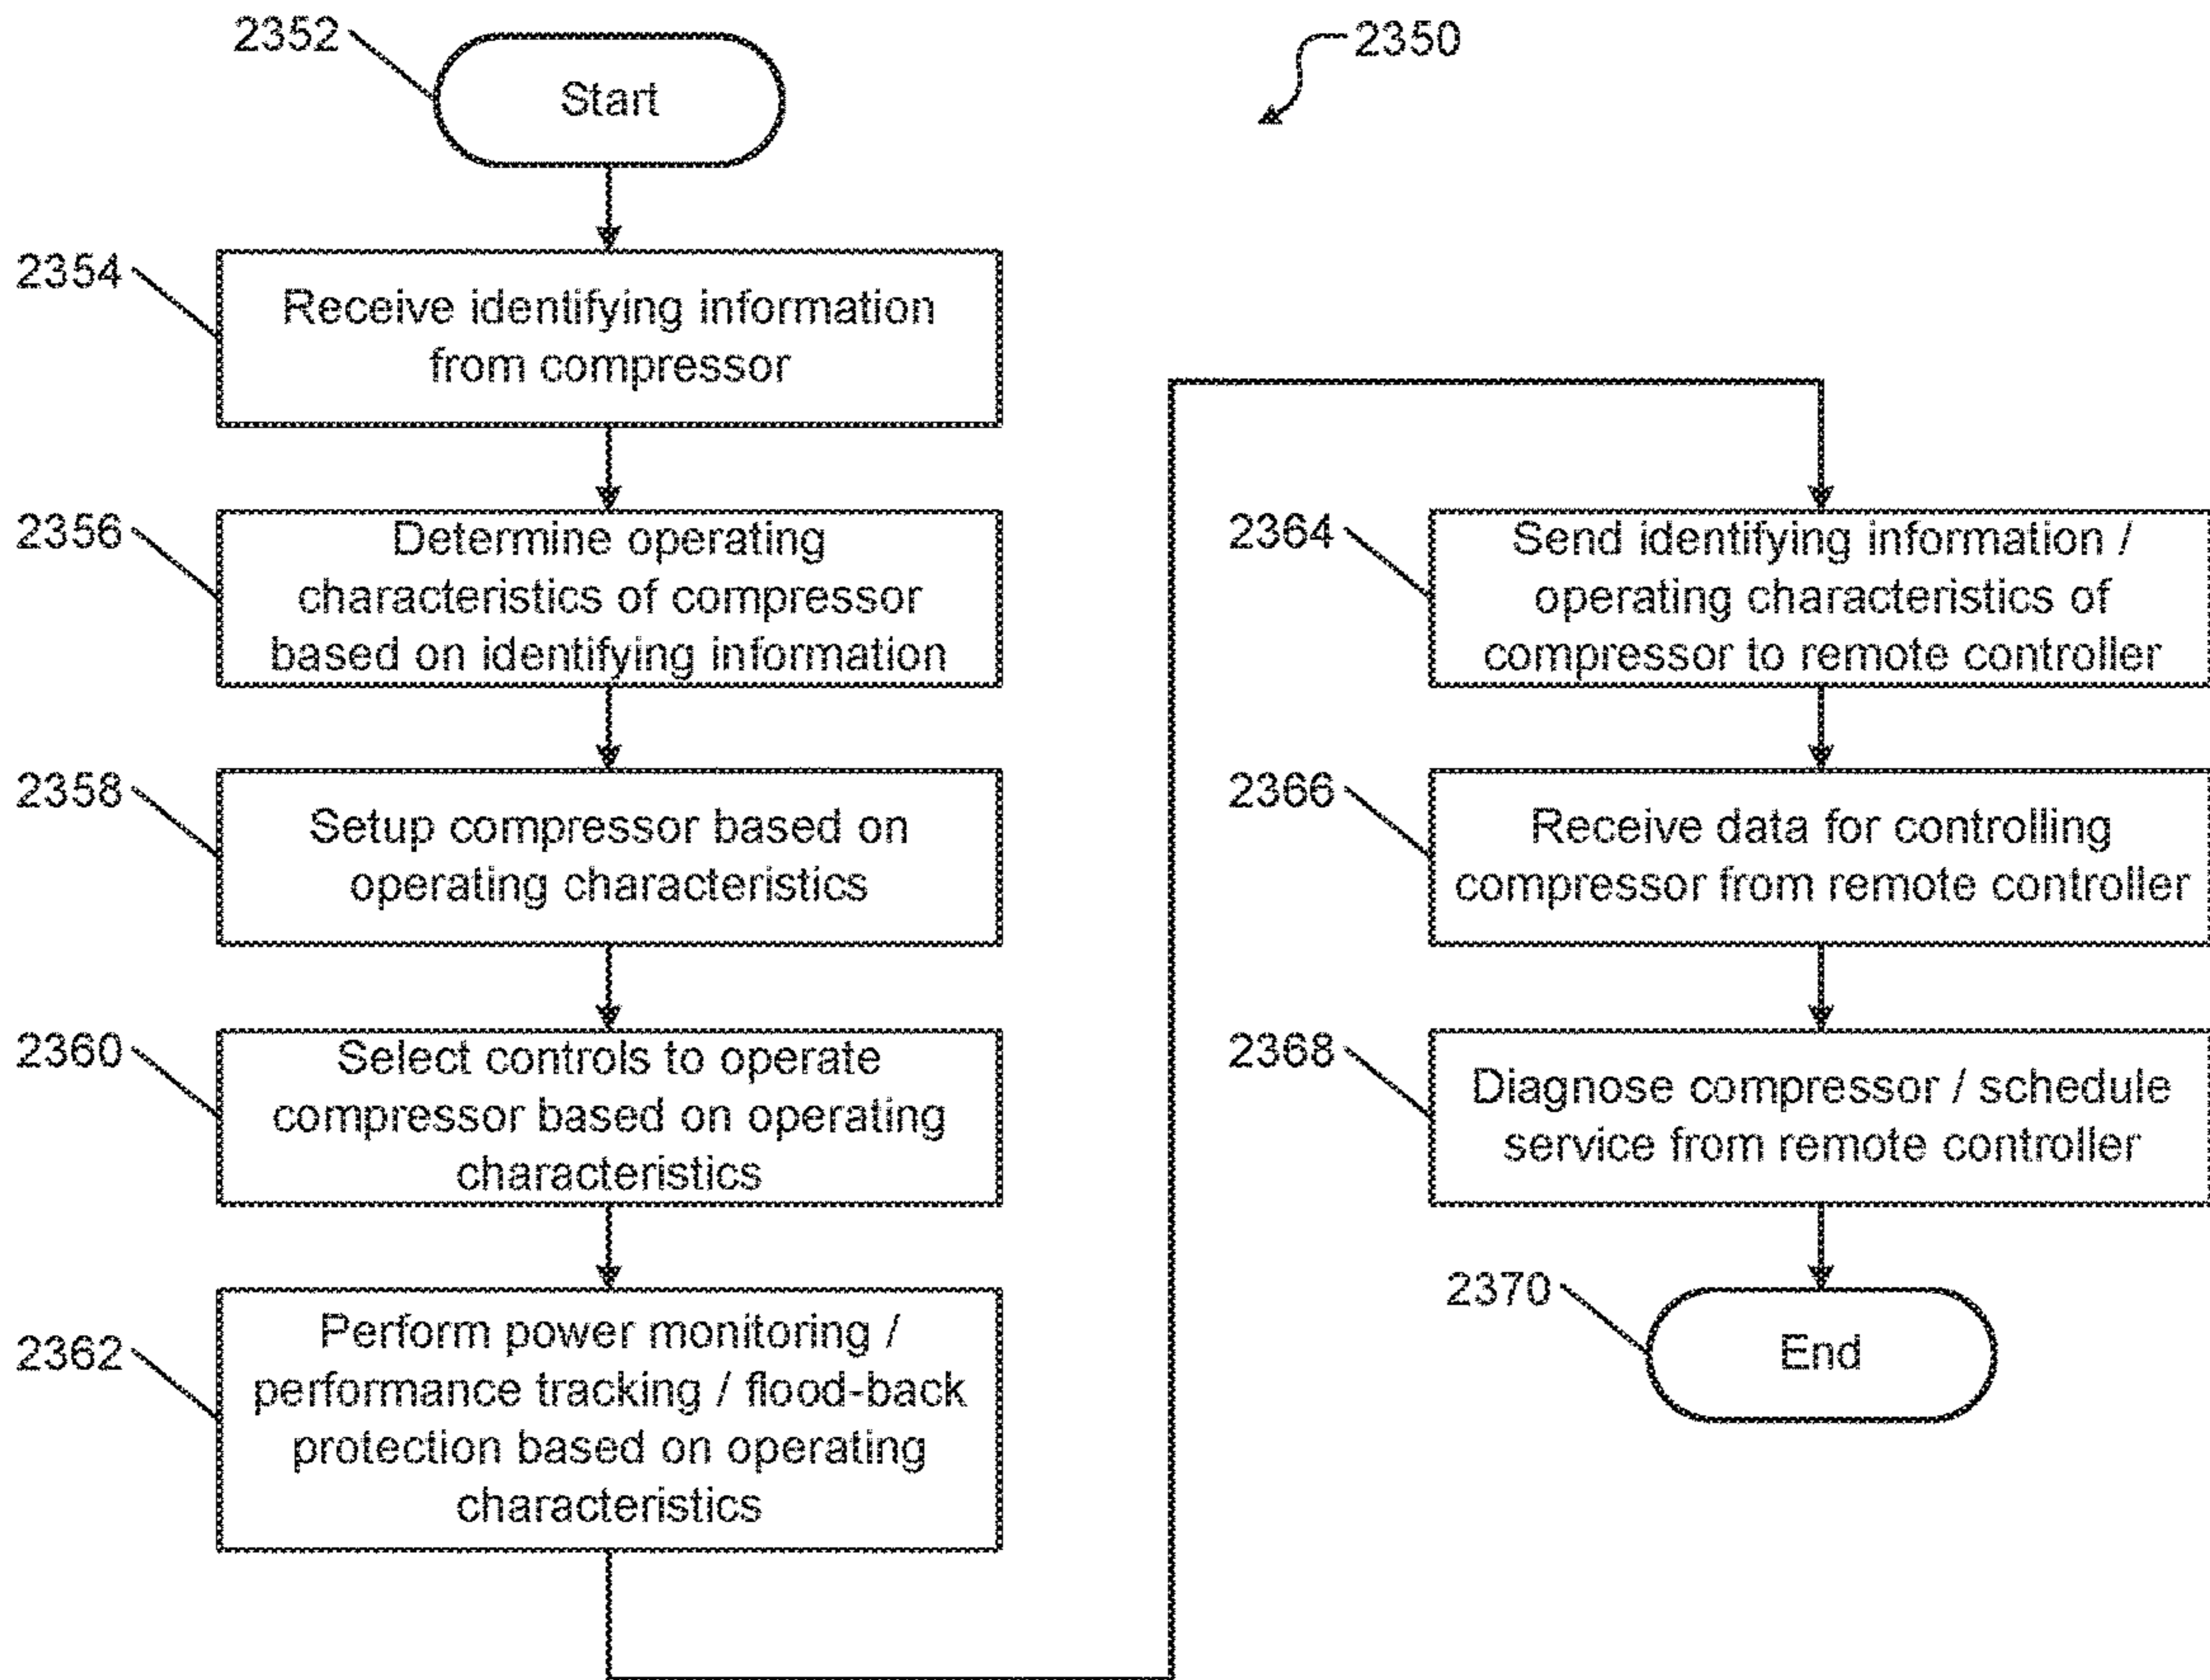 2352
Start
2350
2354
Receive identifying information
from compressor
2356
Determine operating
characteristics of compressor
based on identifying information
2358
Setup compressor based on
operating characteristics
2360
Select controls to operate
compressor based on operating
characteristics
2362
Perform power monitoring /
performance tracking / flood-back
protection based on operating
characteristics
2364
Send identifying information /
operating characteristics of
compressor to remote controller
2366
Receive data for controlling
compressor from remote controller
2368
Diagnose compressor / schedule
service from remote controller
2370
End